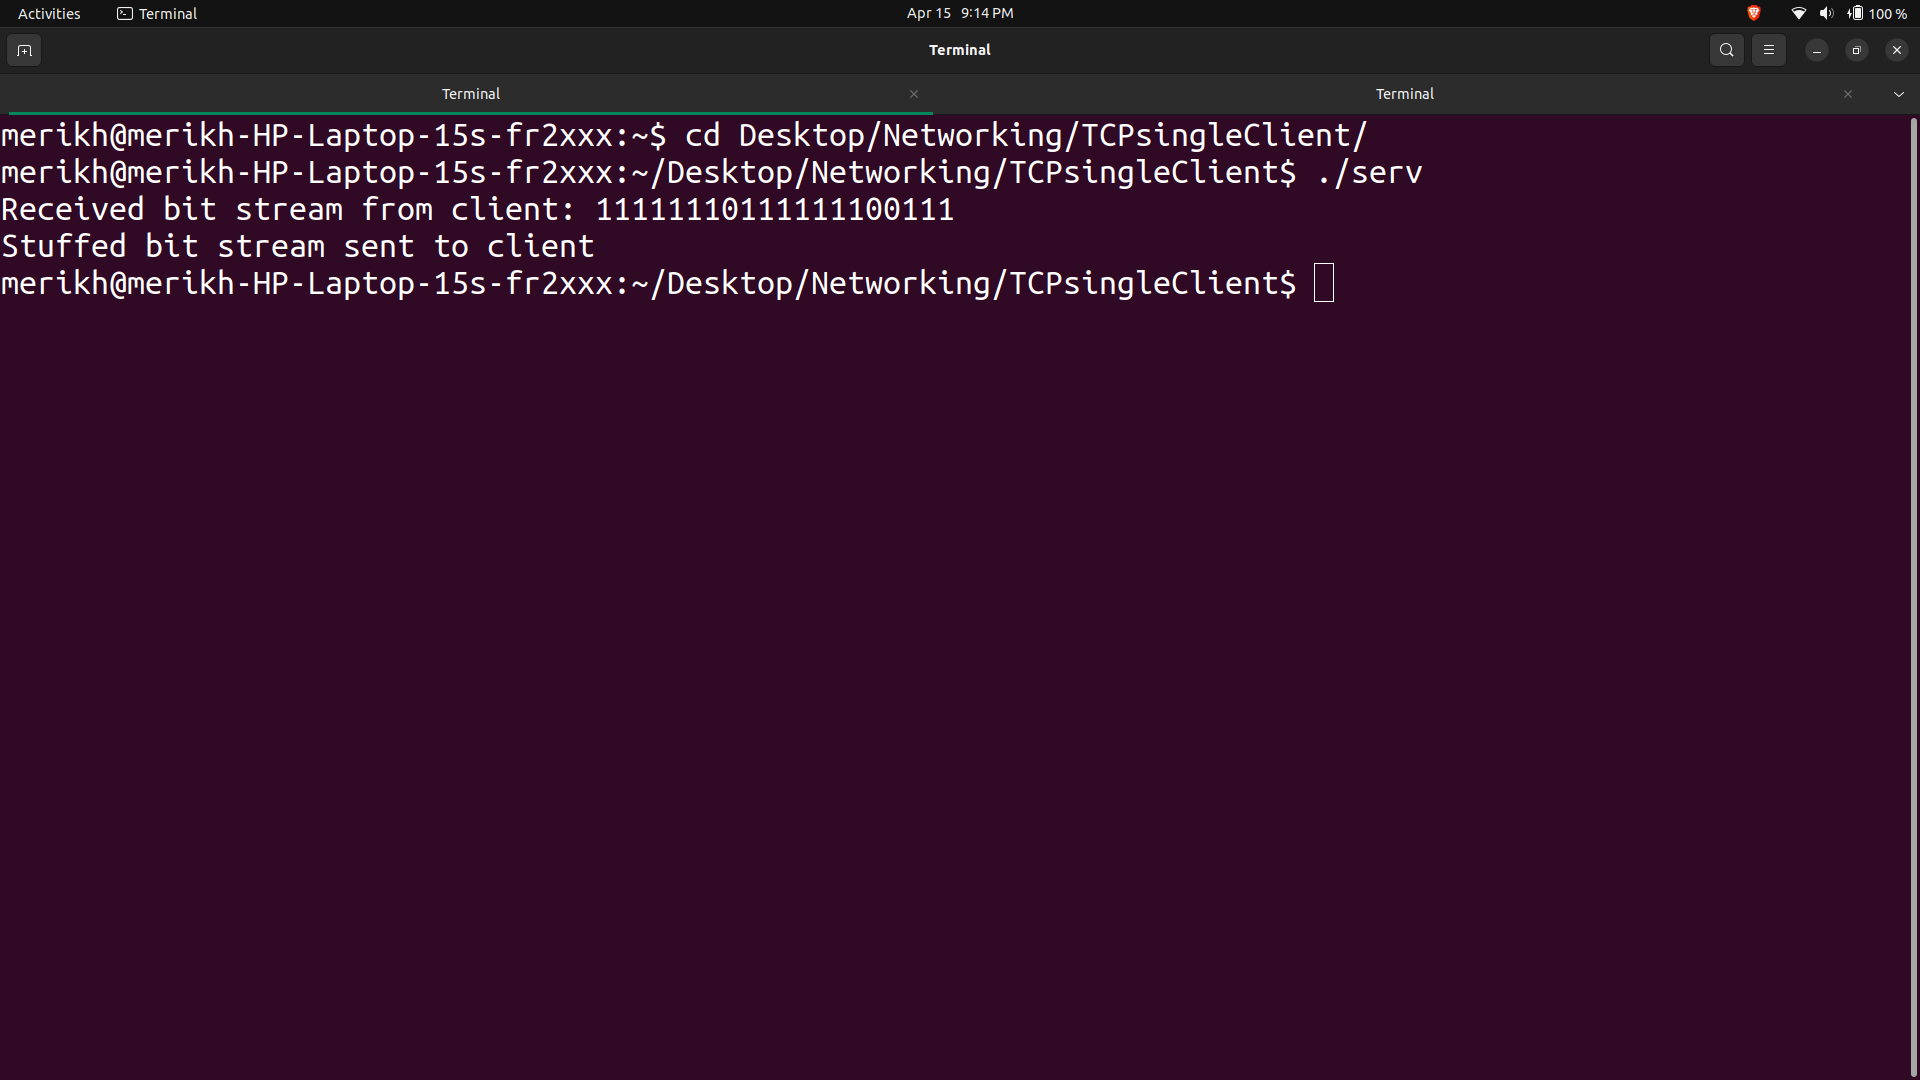 Activities Terminal Apr 15 9:14 PM 100 %
Terminal
Terminal Terminal
merikh@merikh-HP-Laptop-15s-fr2xxx:~$ cd Desktop/Networking/TCPsingleClient/
merikh@merikh-HP-Laptop-15s-fr2xxx:~/Desktop/Networking/TCPsingleClient$ ./serv
Received bit stream from client: 11111110111111100111
Stuffed bit stream sent to client
merikh@merikh-HP-Laptop-15s-fr2xxx:~/Desktop/Networking/TCPsingleClient$